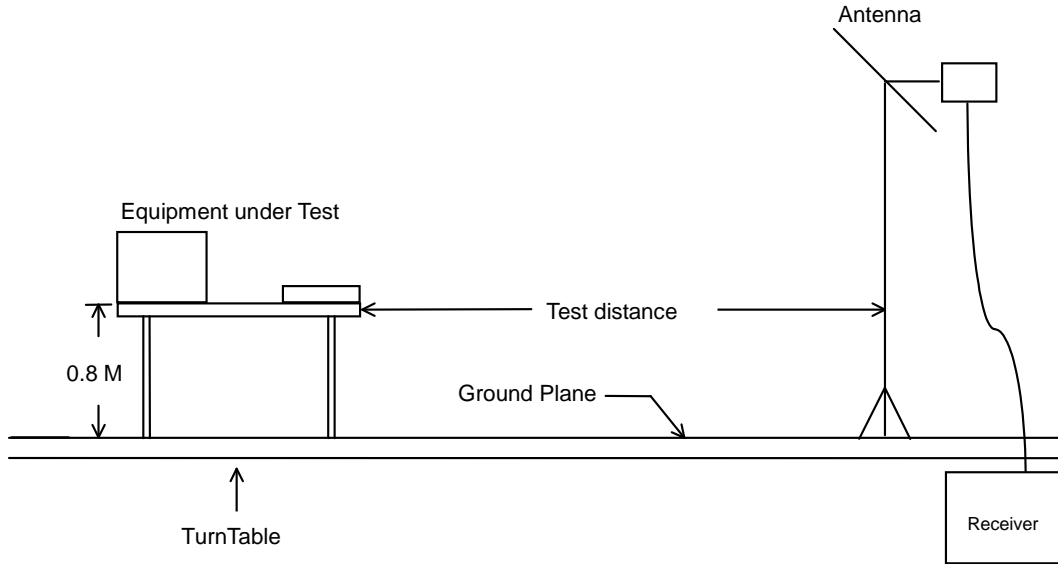 Antenna
Equipment under Test
Test distance
0.8 M
Ground Plane
TurnTable
Receiver